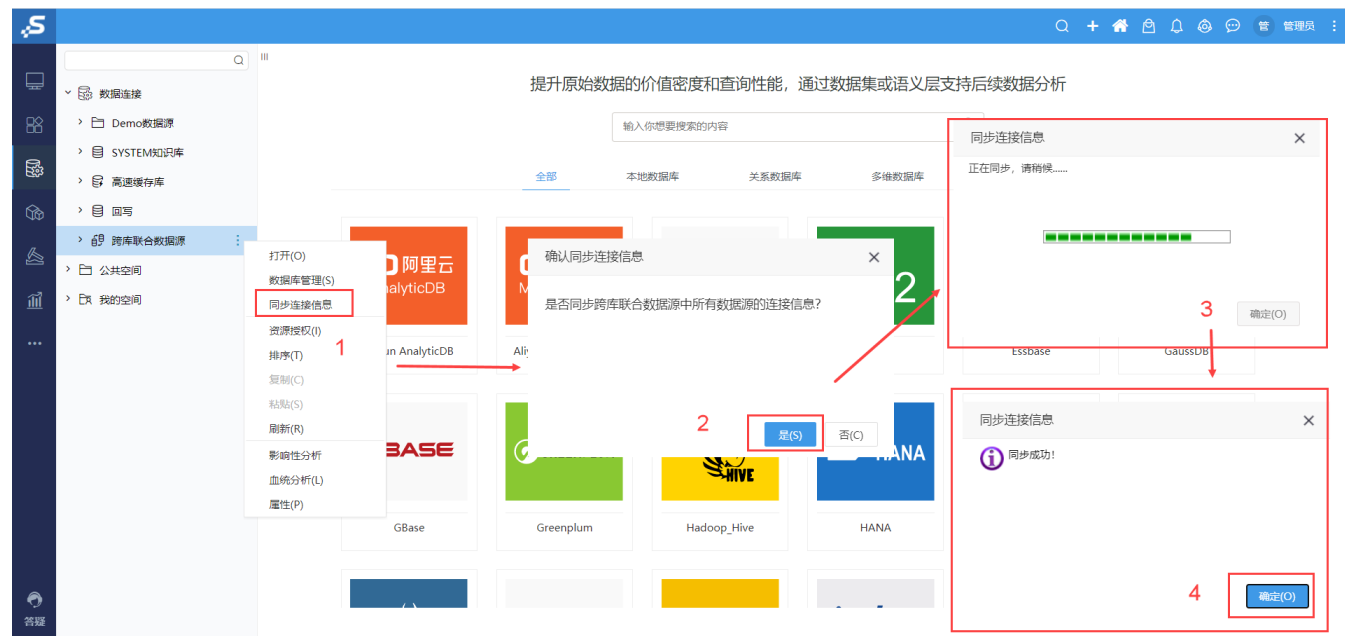 S
管 管理员
数据连接
Demo数据源
SYSTEM知识库
高速缓存库
回写
跨库联合数据源
公共空间
我的空间
答疑
提升原始数据的价值密度和查询性能，通过数据集或语义层支持后续数据分析
输入你想要搜索的内容
全部 本地数据库 关系数据库 多维数据库
打开(O)
数据库管理(S)
同步连接信息
资源授权(I)
排序(T)
复制(C)
粘贴(S)
刷新(R)
影响性分析
血统分析(L)
属性(P)
1
阿里云
alyticDB
un AnalyticDB
确认同步连接信息
是否同步跨库联合数据源中所有数据源的连接信息?
2
是(S) 否(C)
2
同步连接信息
正在同步，请稍候......
3
确定(O)
Essbase GaussDB
同步连接信息
同步成功!
4
确定(O)
BASE
HIVE
HANA
GBase Greenplum Hadoop_Hive HANA